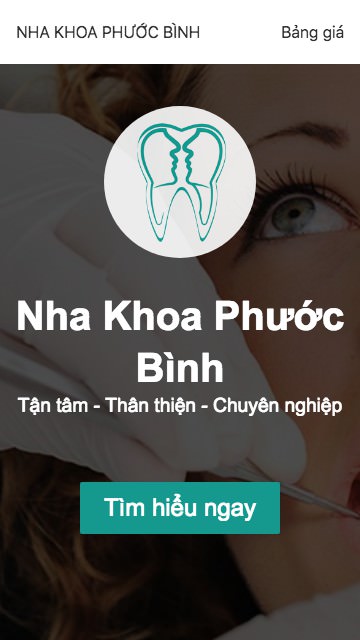 NHA KHOA PHƯỚC BÌNH
Bảng giá
Nha Khoa Phước
Bình
Tận tâm - Thân thiện - Chuyên nghiệp
Tìm hiểu ngay